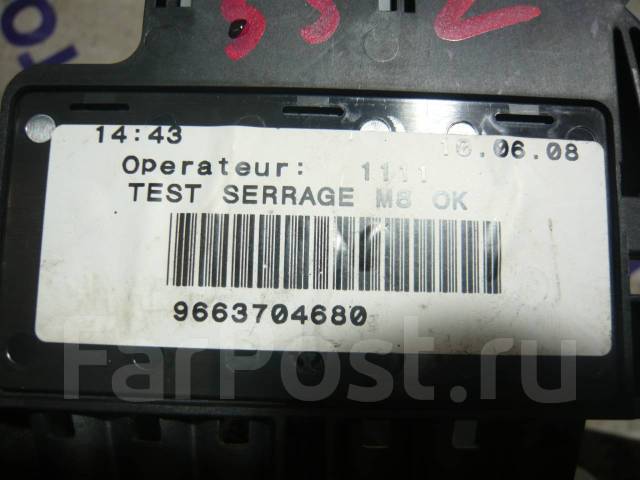 14:43 16.06.08
Operateur: 1111
TEST SERRAGE M8 OK
9663704680
FarPost.ru